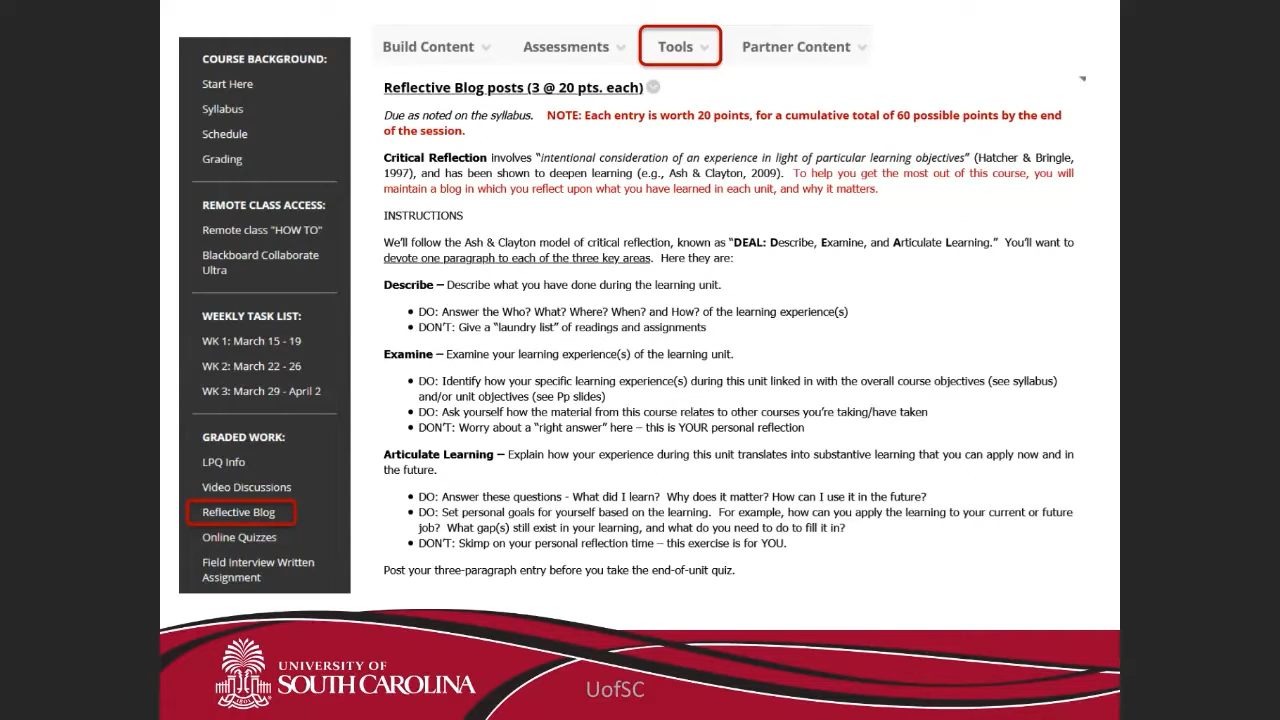 COURSE BACKGROUND:
Start Here
Syllabus
Schedule
Grading
REMOTE CLASS ACCESS:
Remote class "HOW TO"
Blackboard Collaborate
Ultra
WEEKLY TASK LIST:
WK 1: March 15 - 19
WK 2: March 22 - 26
WK 3: March 29 - April 2
GRADED WORK:
LPQ Info
Video Discussions
Reflective Blog
Online Quizzes
Field Interview Written
Assignment
Build Content Assessments Tools Partner Content
Reflective Blog posts (3 @ 20 pts. each)
Due as noted on the syllabus. NOTE: Each entry is worth 20 points, for a cumulative total of 60 possible points by the end
of the session.
Critical Reflection involves “intentional consideration of an experience in light of particular learning objectives” (Hatcher & Bringle,
1997), and has been shown to deepen learning (e.g., Ash & Clayton, 2009). To help you get the most out of this course, you will
maintain a blog in which you reflect upon what you have learned in each unit, and why it matters.
INSTRUCTIONS
We’ll follow the Ash & Clayton model of critical reflection, known as “DEAL: Describe, Examine, and Articulate Learning.” You’ll want to
devote one paragraph to each of the three key areas. Here they are:
Describe – Describe what you have done during the learning unit.
• DO: Answer the Who? What? Where? When? and How? of the learning experience(s)
• DON’T: Give a “laundry list” of readings and assignments
Examine – Examine your learning experience(s) of the learning unit.
• DO: Identify how your specific learning experience(s) during this unit linked in with the overall course objectives (see syllabus)
and/or unit objectives (see Pp slides)
• DO: Ask yourself how the material from this course relates to other courses you’re taking/have taken
• DON’T: Worry about a “right answer” here – this is YOUR personal reflection
Articulate Learning – Explain how your experience during this unit translates into substantive learning that you can apply now and in
the future.
• DO: Answer these questions - What did I learn? Why does it matter? How can I use it in the future?
• DO: Set personal goals for yourself based on the learning. For example, how can you apply the learning to your current or future
job? What gap(s) still exist in your learning, and what do you need to do to fill it in?
• DON’T: Skimp on your personal reflection time – this exercise is for YOU.
Post your three-paragraph entry before you take the end-of-unit quiz.
UNIVERSITY OF
SOUTH CAROLINA
1801
UofSC